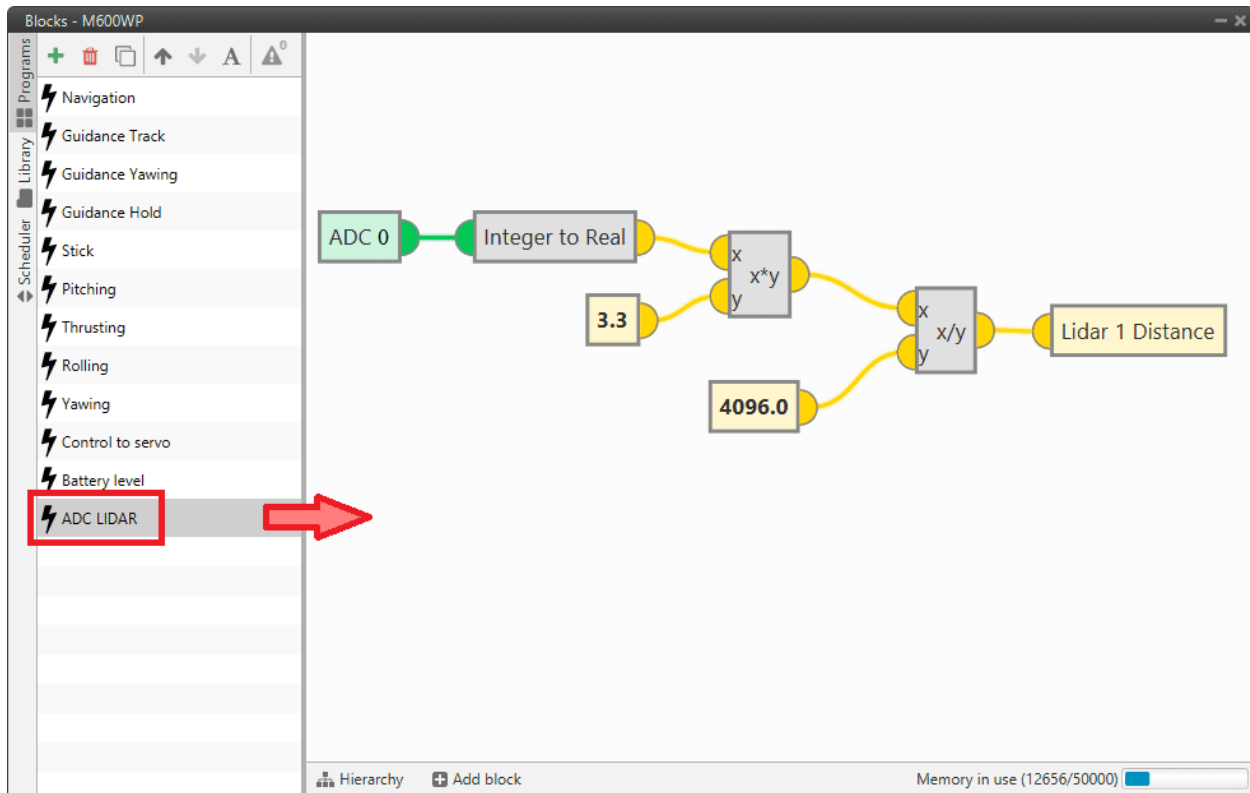 Blocks - M600WP
Programs
Library
Scheduler
A
0
Navigation
Guidance Track
Guidance Yawing
Guidance Hold
Stick
Pitching
Thrusting
Rolling
Yawing
Control to servo
Battery level
ADC LIDAR
ADC 0
Integer to Real
x
x*y
y
3.3
x
x/y
y
Lidar 1 Distance
4096.0
Hierarchy
Add block
Memory in use (12656/50000)